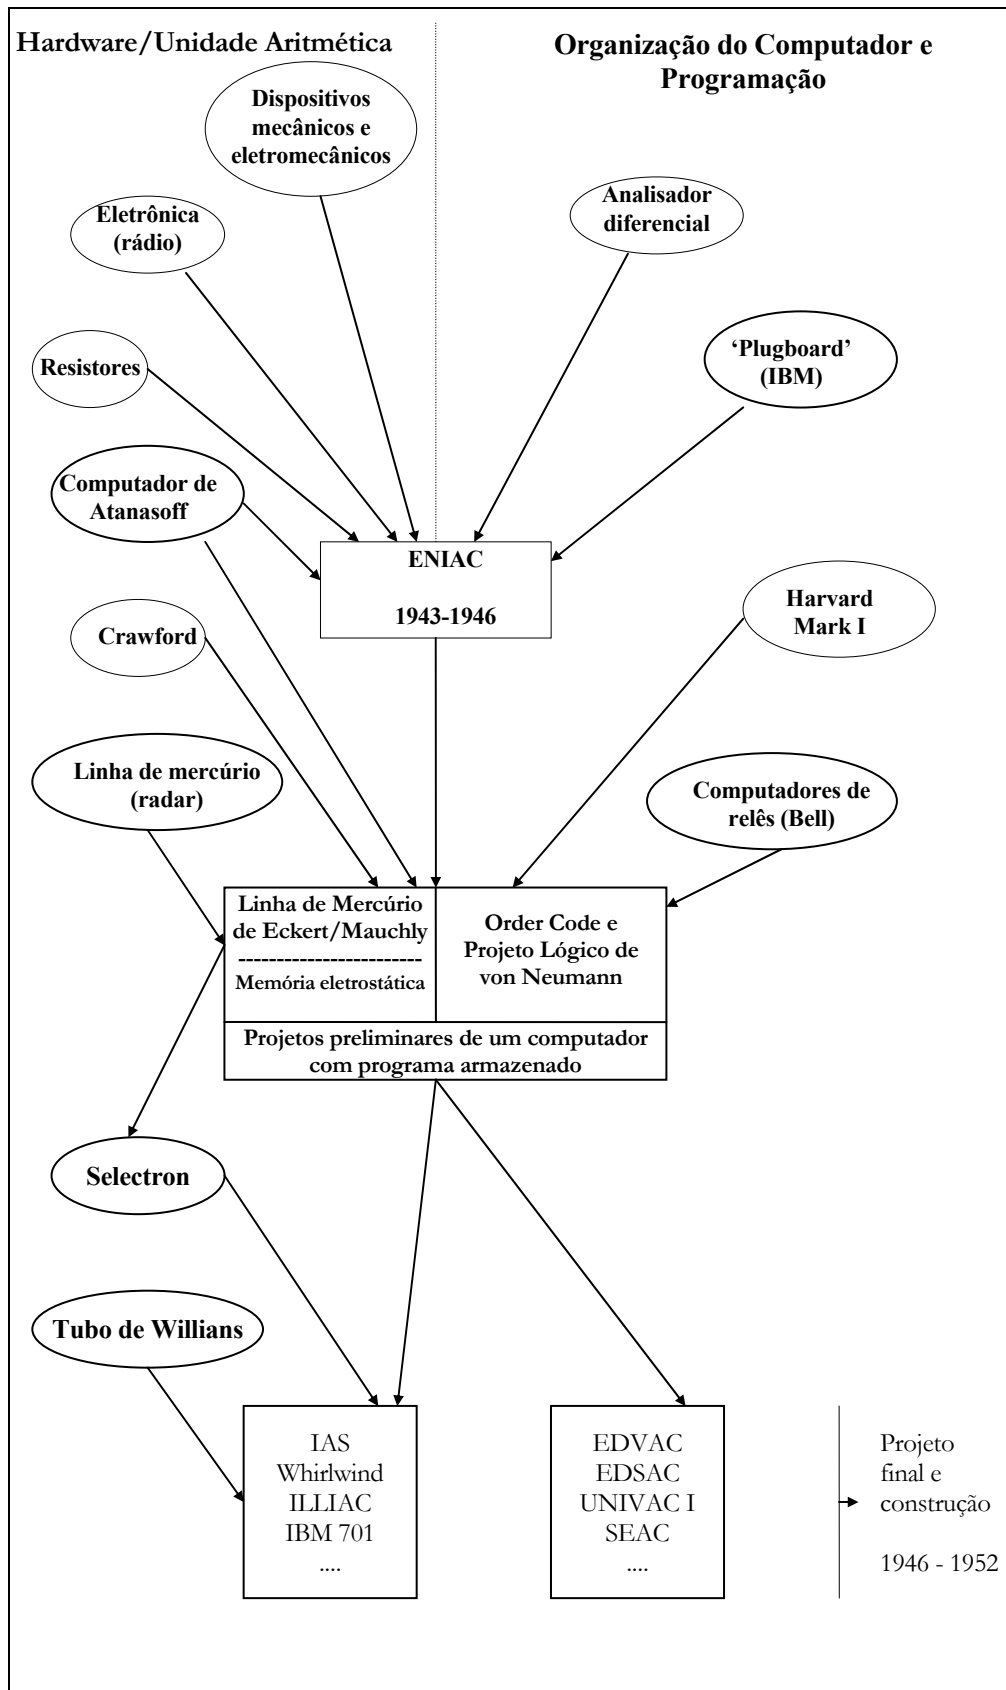 Hardware/Unidade Aritmética
Organização do Computador e
Programação
Dispositivos
mecânicos e
eletromecânicos
Analisador
diferencial
Eletrônica
(rádio)
‘Plugboard’
(IBM)
Resistores
Computador de
Atanasoff
ENIAC
1943-1946
Harvard
Mark I
Crawford
Linha de mercúrio
(radar)
Computadores de
relês (Bell)
Linha de Mercúrio
de Eckert/Mauchly
------------------------
Memória eletrostática
Order Code e
Projeto Lógico de
von Neumann
Projetos preliminares de um computador
com programa armazenado
Selectron
Tubo de Willians
IAS
Whirlwind
ILLIAC
IBM 701
....
EDVAC
EDSAC
UNIVAC I
SEAC
....
Projeto
final e
construção
1946 - 1952